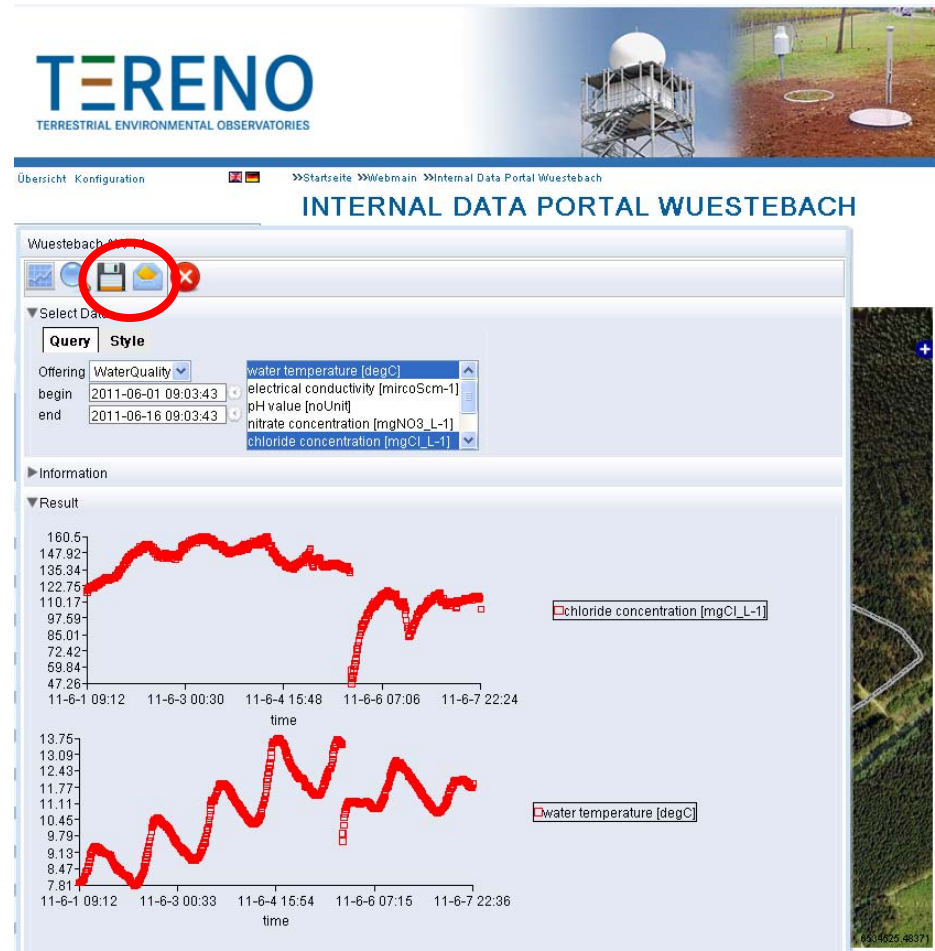 TERENO
TERRESTRIAL ENVIRONMENTAL OBSERVATORIES
Übersicht Konfiguration
»Startseite »Webmain »Internal Data Portal Wuestebach
INTERNAL DATA PORTAL WUESTEBACH
Wuestebach
Select Data
Query Style
Offering WaterQuality
begin 2011-06-01 09:03:43
end 2011-06-16 09:03:43
water temperature [degC]
electrical conductivity [mircoScm-1]
pH value [noUnit]
nitrate concentration [mgNO3_L-1]
chloride concentration [mgCl_L-1]
Information
Result
160.5
147.92
135.34
122.75
110.17
97.59
85.01
72.42
59.84
47.26
11-6-1 09:12 11-6-3 00:30 11-6-4 15:48 11-6-6 07:06 11-6-7 22:24
time
chloride concentration [mgCl_L-1]
13.75
13.09
12.43
11.77
11.11
10.45
9.79
9.13
8.47
7.81
11-6-1 09:12 11-6-3 00:33 11-6-4 15:54 11-6-6 07:15 11-6-7 22:36
time
water temperature [degC]